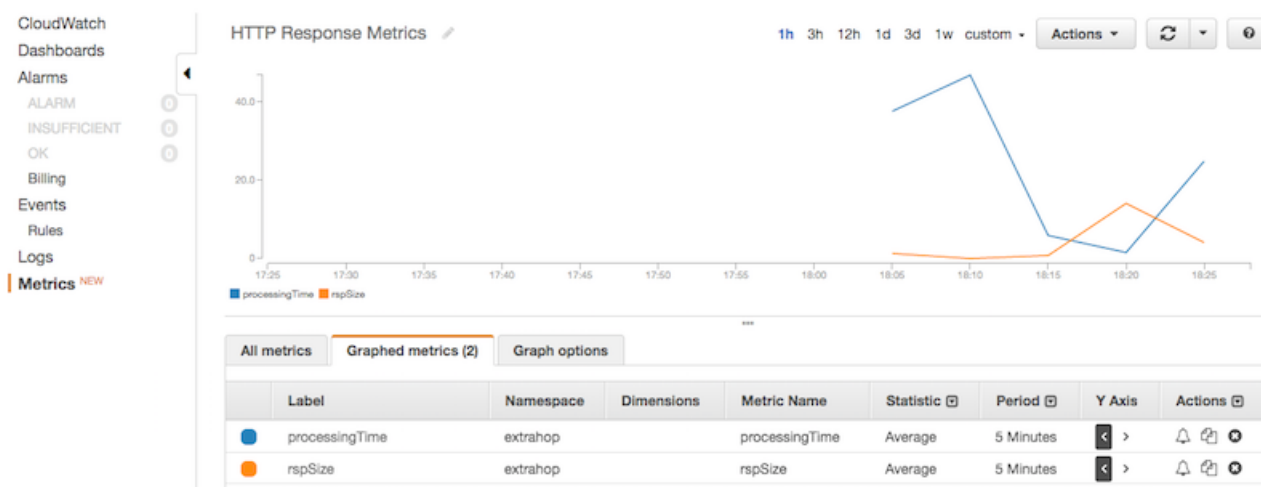 CloudWatch
Dashboards
Alarms
ALARM 0
INSUFFICIENT 0
OK 0
Billing
Events
Rules
Logs
Metrics NEW
HTTP Response Metrics
1h 3h 12h 1d 3d 1w custom Actions
40.0
20.0
0
17:25 17:30 17:35 17:40 17:45 17:50 17:55 18:00 18:05 18:10 18:15 18:20 18:25
processingTime rspSize
All metrics Graphed metrics (2) Graph options
Label Namespace Dimensions Metric Name Statistic Period Y Axis Actions
processingTime extrahop processingTime Average 5 Minutes
rspSize extrahop rspSize Average 5 Minutes